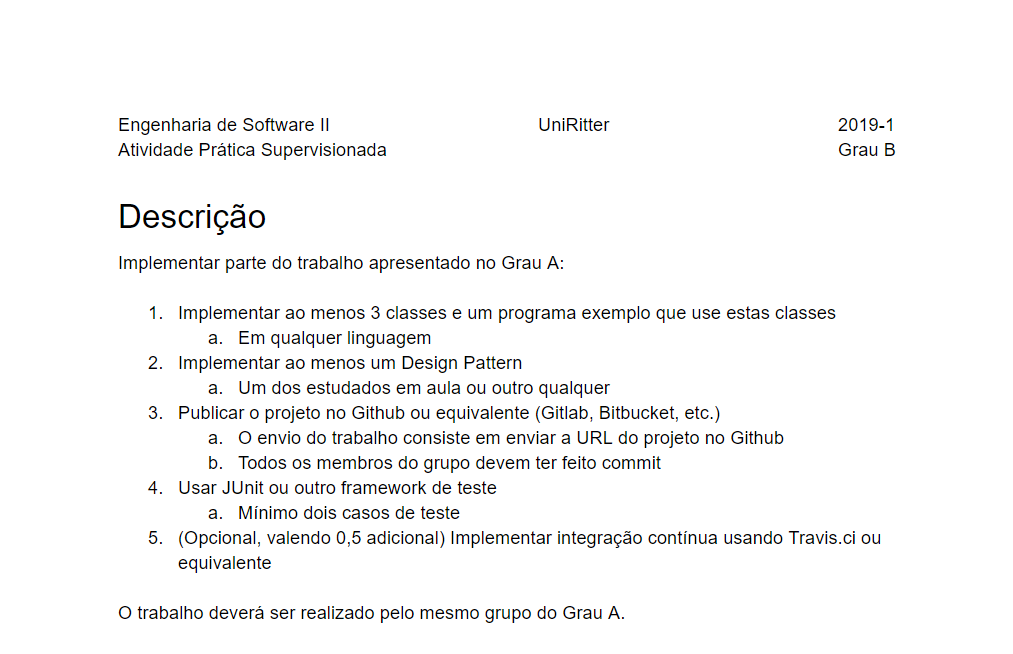 Engenharia de Software II UniRitter 2019-1
Atividade Prática Supervisionada Grau B
Descrição
Implementar parte do trabalho apresentado no Grau A:
1. Implementar ao menos 3 classes e um programa exemplo que use estas classes
a. Em qualquer linguagem
2. Implementar ao menos um Design Pattern
a. Um dos estudados em aula ou outro qualquer
3. Publicar o projeto no Github ou equivalente (Gitlab, Bitbucket, etc.)
a. O envio do trabalho consiste em enviar a URL do projeto no Github
b. Todos os membros do grupo devem ter feito commit
4. Usar JUnit ou outro framework de teste
a. Mínimo dois casos de teste
5. (Opcional, valendo 0,5 adicional) Implementar integração contínua usando Travis.ci ou
equivalente
O trabalho deverá ser realizado pelo mesmo grupo do Grau A.